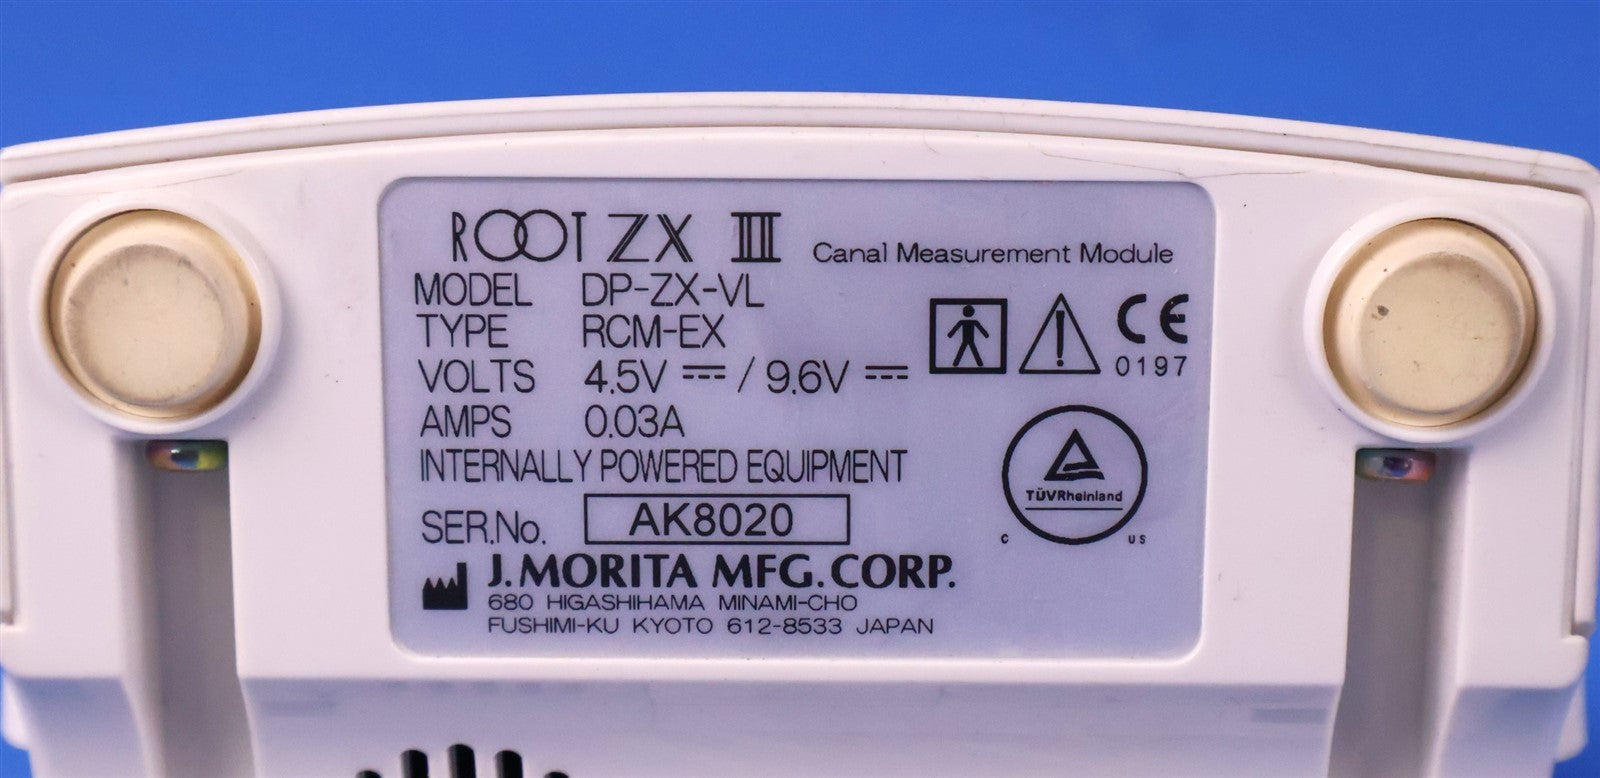 ROOT ZX III Canal Measurement Module
MODEL DP-ZX-VL
TYPE RCM-EX
VOLTS 4.5V ⎓ / 9.6V ⎓
AMPS 0.03A
CE
0197
INTERNALLY POWERED EQUIPMENT
TÜVRheinland
C US
SER.No. AK8020
J.MORITA MFG.CORP.
680 HIGASHIHAMA MINAMI-CHO
FUSHIMI-KU KYOTO 612-8533 JAPAN